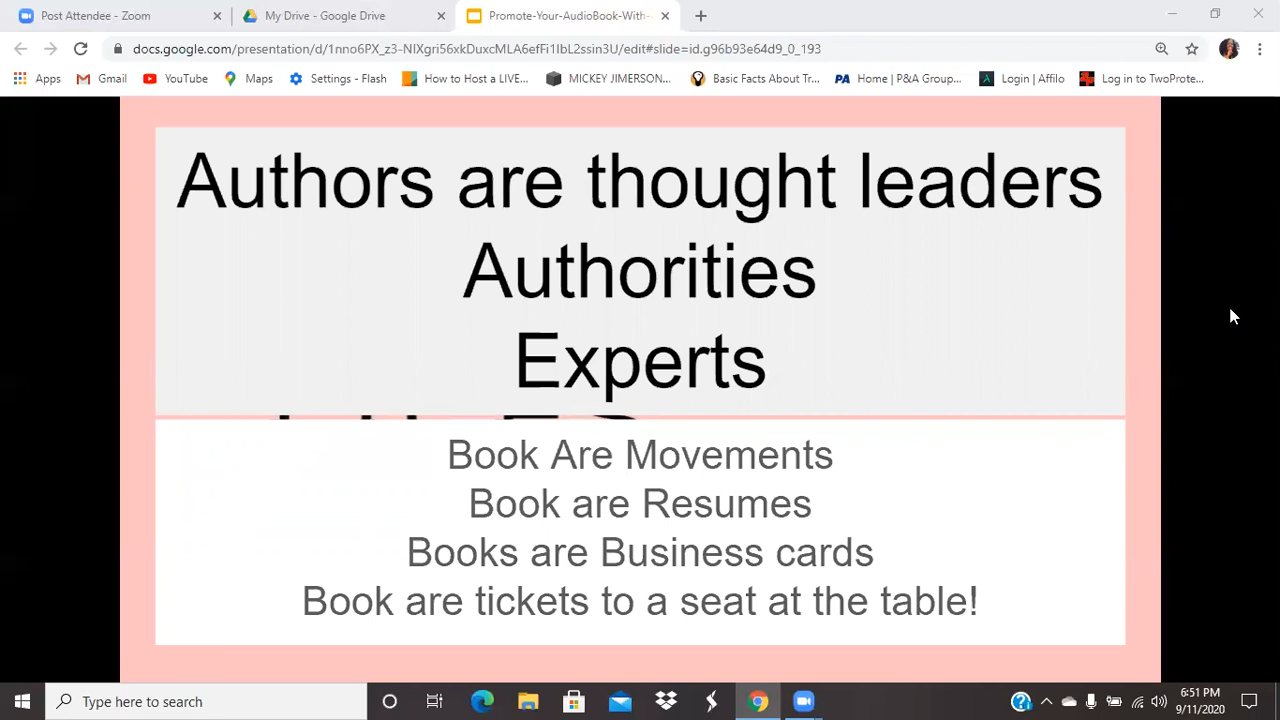 Post Attendee - Zoom
My Drive - Google Drive
Promote-Your-AudioBook-With-
docs.google.com/presentation/d/1nno6PX_z3-NIXgri56xkDuxcMLA6efFi1IbL2ssin3U/edit#slide=id.g96b93e64d9_0_193
Apps
Gmail
YouTube
Maps
Settings - Flash
How to Host a LIVE...
MICKEY JIMERSON...
Basic Facts About Tr...
PA
Home | P&A Group...
Login | Affilo
Log in to TwoProte...
Authors are thought leaders
Authorities
Experts
Book Are Movements
Book are Resumes
Books are Business cards
Book are tickets to a seat at the table!
Type here to search
6:51 PM
9/11/2020